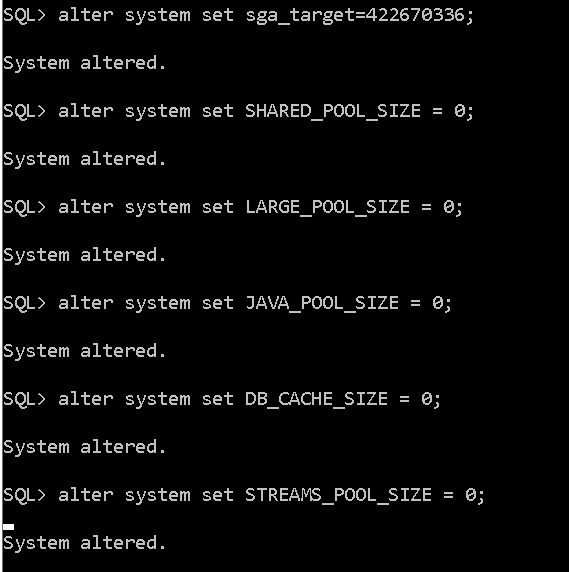 SQL> alter system set sga_target=422670336;
System altered.
SQL> alter system set SHARED_POOL_SIZE = 0;
System altered.
SQL> alter system set LARGE_POOL_SIZE = 0;
System altered.
SQL> alter system set JAVA_POOL_SIZE = 0;
System altered.
SQL> alter system set DB_CACHE_SIZE = 0;
System altered.
SQL> alter system set STREAMS_POOL_SIZE = 0;
System altered.